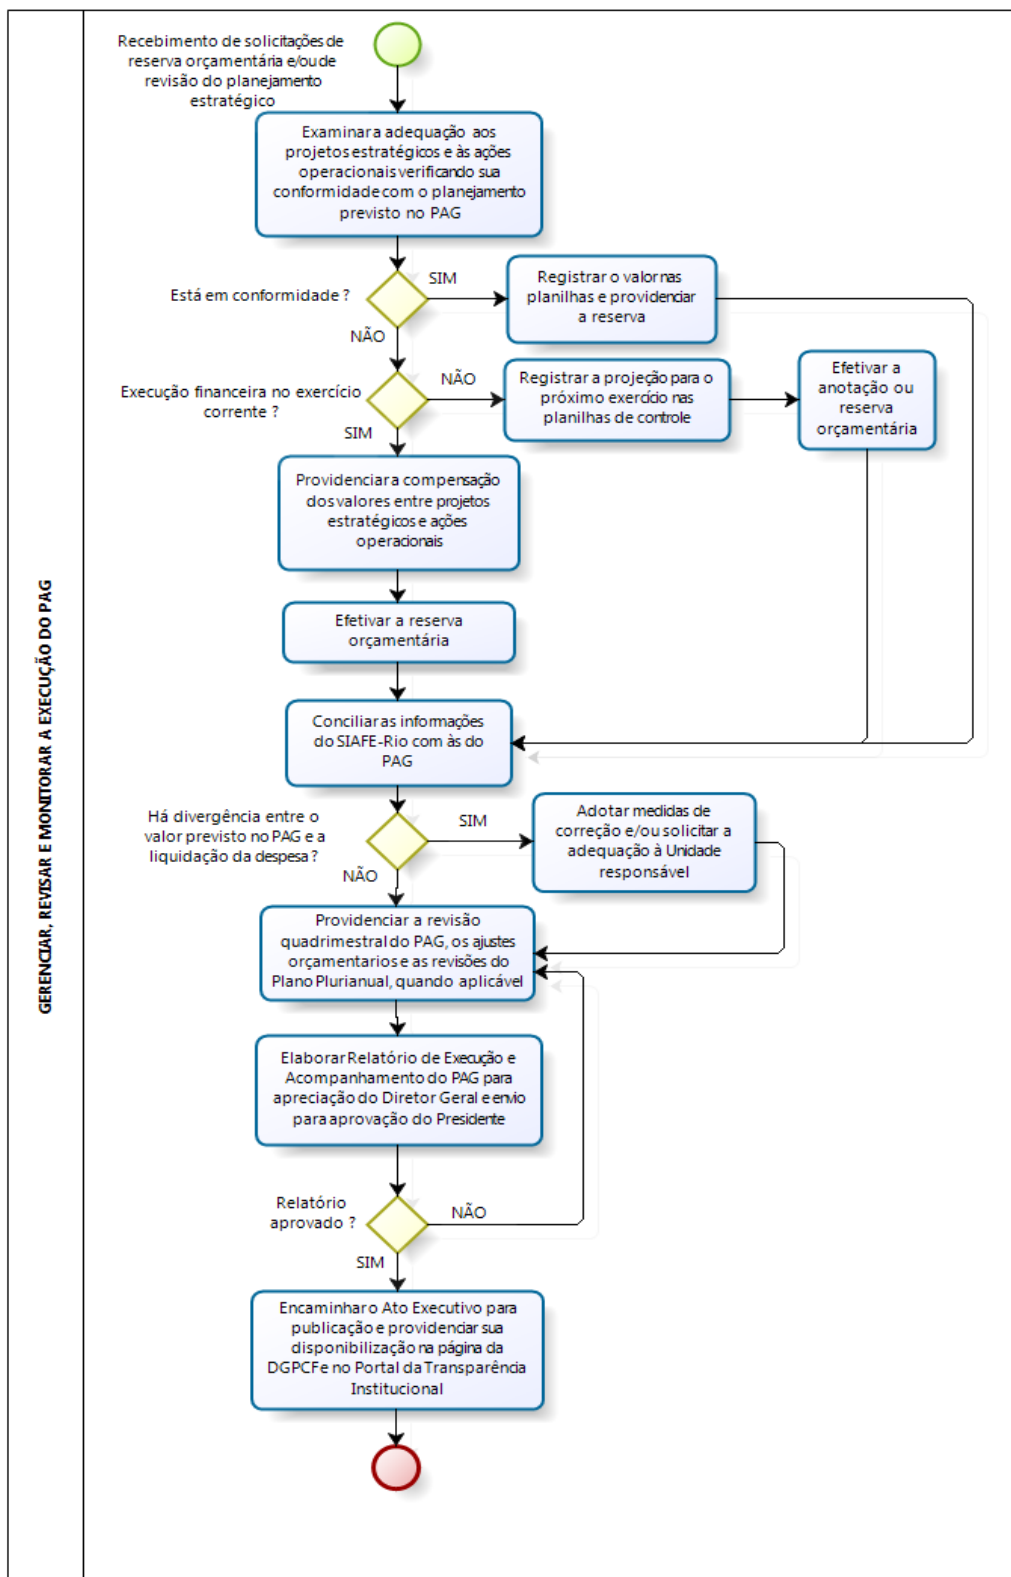 GERENCIAR, REVISAR E MONITORAR A EXECUÇÃO DO PAG
Recebimento de solicitações de
reserva orçamentária e/ou de
revisão do planejamento
estratégico
Examinar a adequação aos
projetos estratégicos e às ações
operacionais verificando sua
conformidade com o planejamento
previsto no PAG
Está em conformidade ?
SIM
Registrar o valor nas
planilhas e providenciar
a reserva
NÃO
Execução financeira no exercício
corrente ?
NÃO
Registrar a projeção para o
próximo exercício nas
planilhas de controle
Efetivar a
anotação ou
reserva
orçamentária
SIM
Providenciar a compensação
dos valores entre projetos
estratégicos e ações
operacionais
Efetivar a reserva
orçamentária
Conciliar as informações
do SIAFE-Rio com às do
PAG
Há divergência entre o
valor previsto no PAG e a
liquidação da despesa ?
SIM
Adotar medidas de
correção e/ou solicitar a
adequação à Unidade
responsável
NÃO
Providenciar a revisão
quadrimestral do PAG, os ajustes
orçamentarios e as revisões do
Plano Plurianual, quando aplicável
Elaborar Relatório de Execução e
Acompanhamento do PAG para
apreciação do Diretor Geral e envio
para aprovação do Presidente
Relatório
aprovado ?
NÃO
SIM
Encaminhar o Ato Executivo para
publicação e providenciar sua
disponibilização na página da
DGPCF e no Portal da Transparência
Institucional